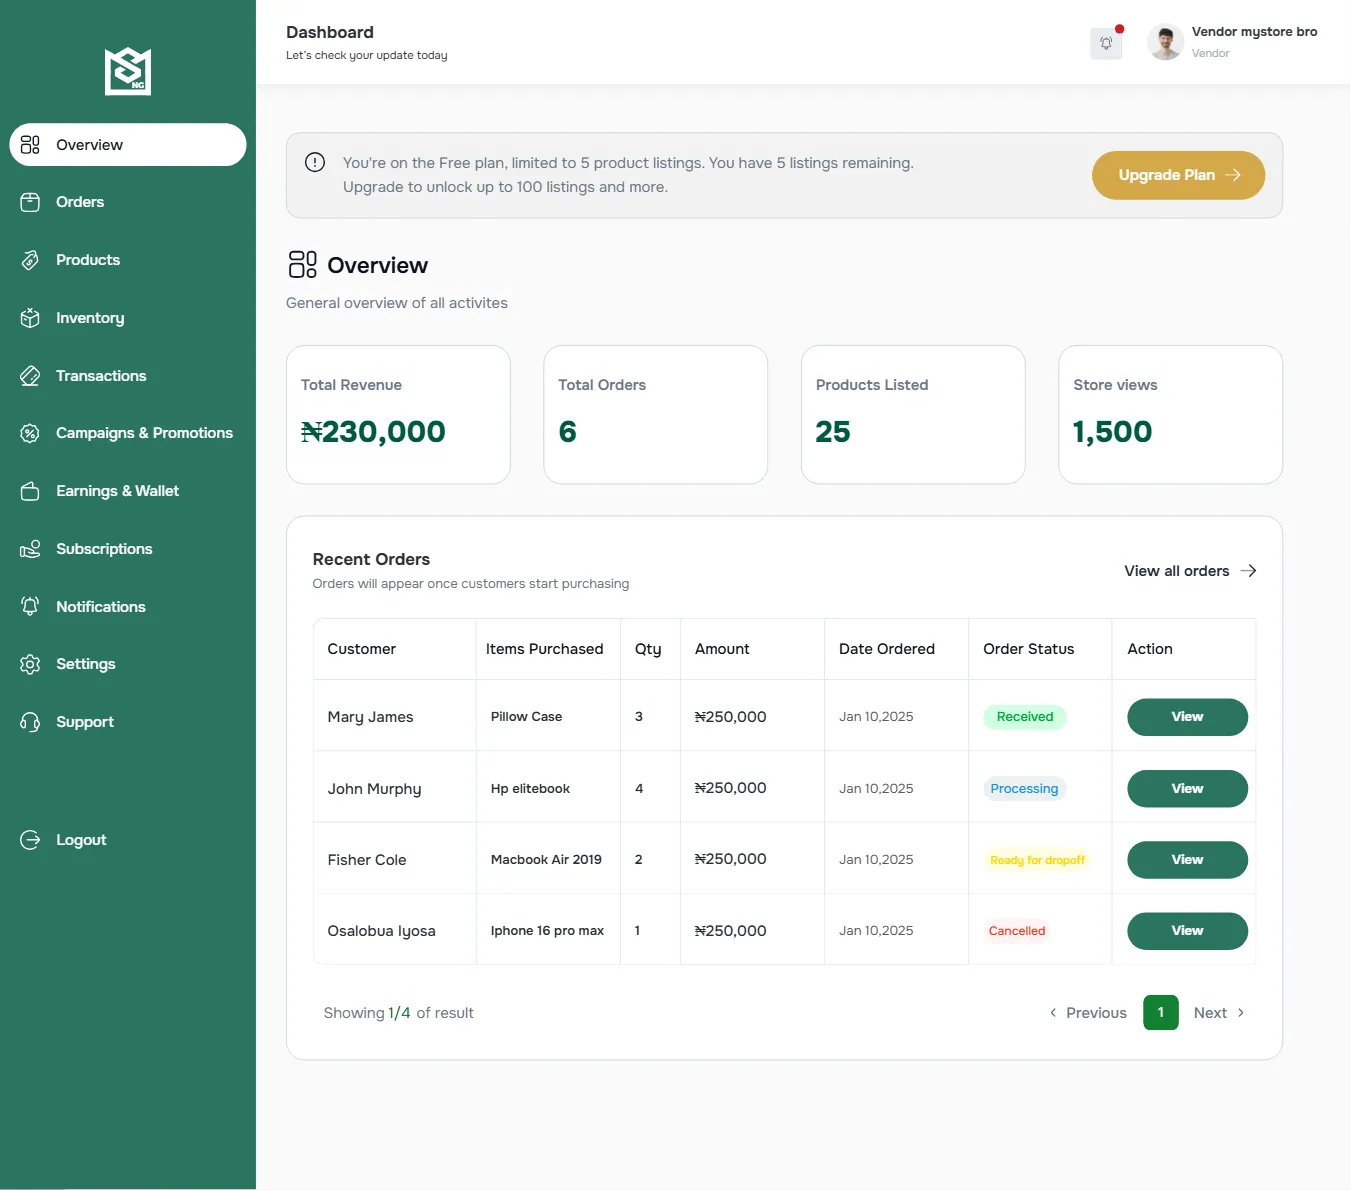 NG
Dashboard
Let's check your update today
Vendor mystore bro
Vendor
Overview
Orders
Products
Inventory
Transactions
Campaigns & Promotions
Earnings & Wallet
Subscriptions
Notifications
Settings
Support
Logout
You're on the Free plan, limited to 5 product listings. You have 5 listings remaining.
Upgrade to unlock up to 100 listings and more.
Upgrade Plan
Overview
General overview of all activites
Total Revenue
₦230,000
Total Orders
6
Products Listed
25
Store views
1,500
Recent Orders
Orders will appear once customers start purchasing
View all orders
Customer Items Purchased Qty Amount Date Ordered Order Status Action
Mary James Pillow Case 3 ₦250,000 Jan 10,2025 Received View
John Murphy Hp elitebook 4 ₦250,000 Jan 10,2025 Processing View
Fisher Cole Macbook Air 2019 2 ₦250,000 Jan 10,2025 Ready for dropoff View
Osalobua Iyosa Iphone 16 pro max 1 ₦250,000 Jan 10,2025 Cancelled View
Showing 1/4 of result
Previous 1 Next